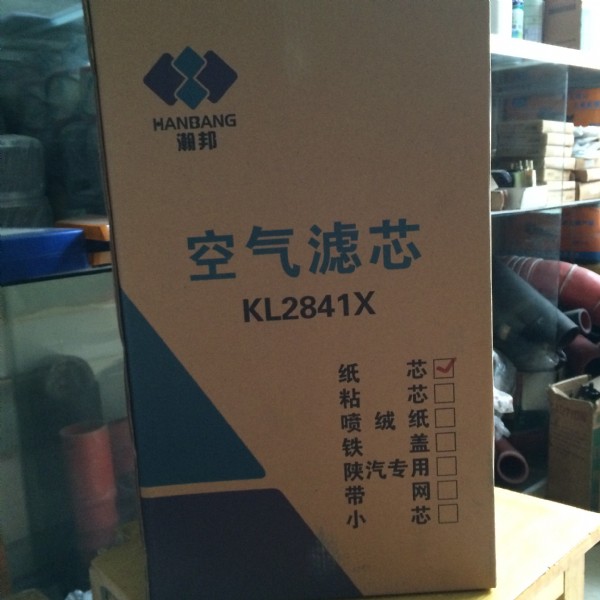 HANBANG
瀚邦
空气滤芯
KL2841X
纸 芯 ☑
粘 芯 □
喷 绒 纸 □
铁 盖 □
陕汽专用 □
带 网 □
小 芯 □